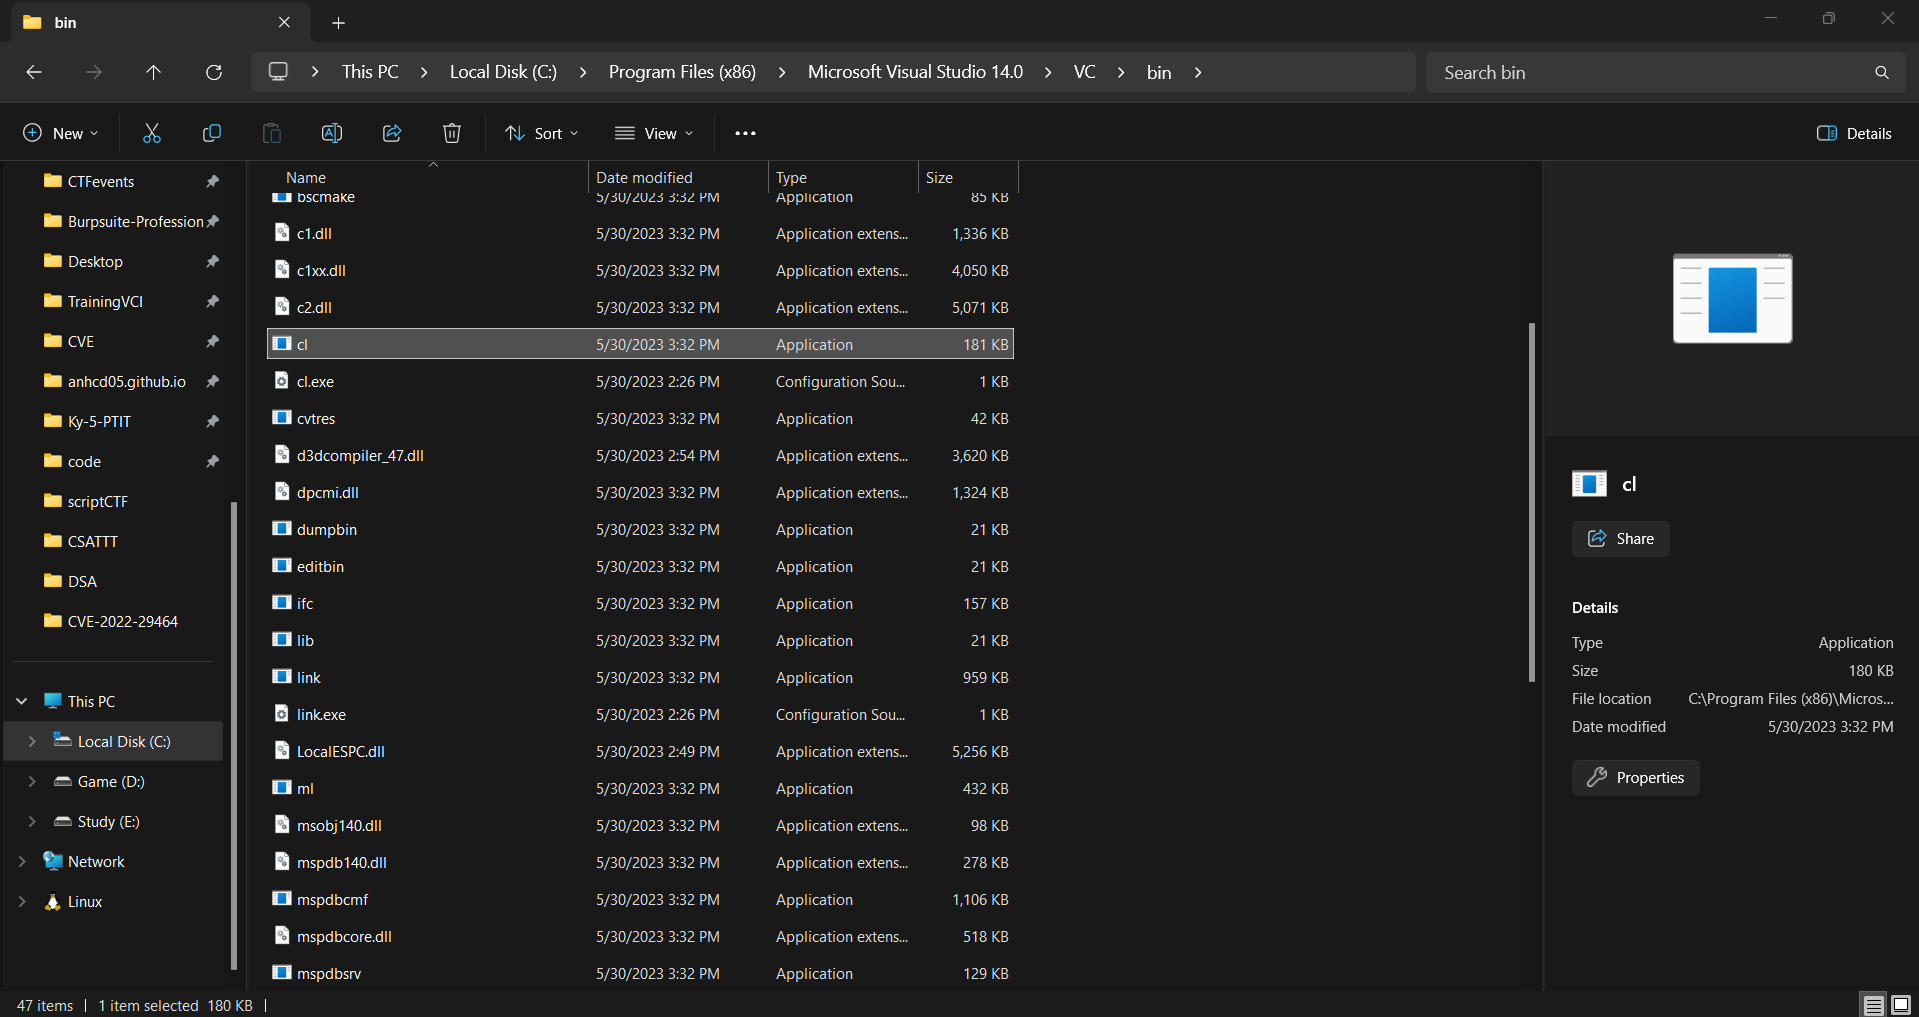 bin
This PC > Local Disk (C:) > Program Files (x86) > Microsoft Visual Studio 14.0 > VC > bin >
Search bin
New
Sort
View
Details
CTFevents
Burpsuite-Profession
Desktop
TrainingVCI
CVE
anhcd05.github.io
Ky-5-PTIT
code
scriptCTF
CSATTT
DSA
CVE-2022-29464
This PC
Local Disk (C:)
Game (D:)
Study (E:)
Network
Linux
Name Date modified Type Size
bscmake 5/30/2023 3:32 PM Application 85 KB
c1.dll 5/30/2023 3:32 PM Application extens... 1,336 KB
c1xx.dll 5/30/2023 3:32 PM Application extens... 4,050 KB
c2.dll 5/30/2023 3:32 PM Application extens... 5,071 KB
cl 5/30/2023 3:32 PM Application 181 KB
cl.exe 5/30/2023 2:26 PM Configuration Sou... 1 KB
cvtres 5/30/2023 3:32 PM Application 42 KB
d3dcompiler_47.dll 5/30/2023 2:54 PM Application extens... 3,620 KB
dpcmi.dll 5/30/2023 3:32 PM Application extens... 1,324 KB
dumpbin 5/30/2023 3:32 PM Application 21 KB
editbin 5/30/2023 3:32 PM Application 21 KB
ifc 5/30/2023 3:32 PM Application 157 KB
lib 5/30/2023 3:32 PM Application 21 KB
link 5/30/2023 3:32 PM Application 959 KB
link.exe 5/30/2023 2:26 PM Configuration Sou... 1 KB
LocalESPC.dll 5/30/2023 2:49 PM Application extens... 5,256 KB
ml 5/30/2023 3:32 PM Application 432 KB
msobj140.dll 5/30/2023 3:32 PM Application extens... 98 KB
mspdb140.dll 5/30/2023 3:32 PM Application extens... 278 KB
mspdbcmf 5/30/2023 3:32 PM Application 1,106 KB
mspdbcore.dll 5/30/2023 3:32 PM Application extens... 518 KB
mspdbsrv 5/30/2023 3:32 PM Application 129 KB
cl
Share
Details
Type Application
Size 180 KB
File location C:\Program Files (x86)\Micros...
Date modified 5/30/2023 3:32 PM
Properties
47 items | 1 item selected 180 KB |